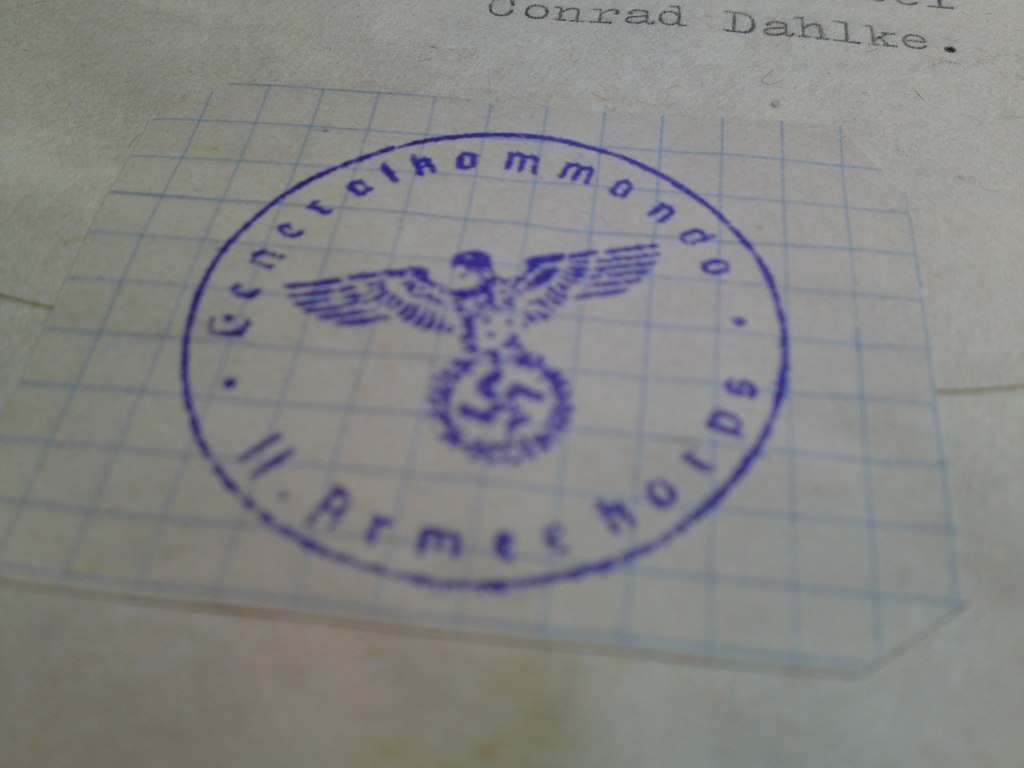 Conrad Dahlke.
Generalkommando
II. Armeekorps